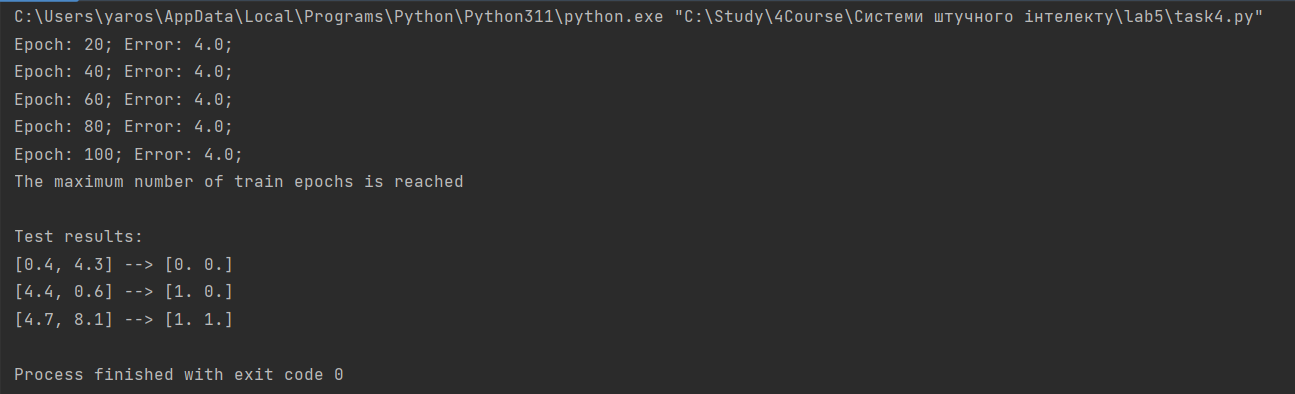 C:\Users\yaros\AppData\Local\Programs\Python\Python311\python.exe "C:\Study\4Course\Системи штучного інтелекту\lab5\task4.py"
Epoch: 20; Error: 4.0;
Epoch: 40; Error: 4.0;
Epoch: 60; Error: 4.0;
Epoch: 80; Error: 4.0;
Epoch: 100; Error: 4.0;
The maximum number of train epochs is reached
Test results:
[0.4, 4.3] --> [0. 0.]
[4.4, 0.6] --> [1. 0.]
[4.7, 8.1] --> [1. 1.]
Process finished with exit code 0